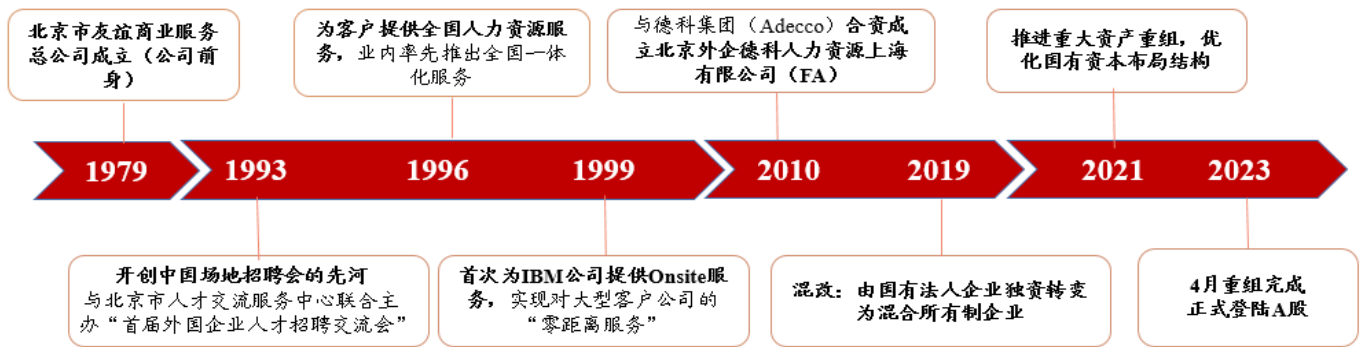 北京市友谊商业服务
总公司成立（公司前
身）
为客户提供全国人力资源服
务，业内率先推出全国一体
化服务
与德科集团（Adecco）合资成
立北京外企德科人力资源上海
有限公司（FA）
推进重大资产重组，优
化国有资本布局结构
1979
1993
1996
1999
2010
2019
2021
2023
开创中国场地招聘会的先河
与北京市人才交流服务中心联合主
办“首届外国企业人才招聘交流会”
首次为IBM公司提供Onsite服
务，实现对大型客户公司的
“零距离服务”
混改：由国有法人企业独资转变
为混合所有制企业
4月重组完成
正式登陆A股